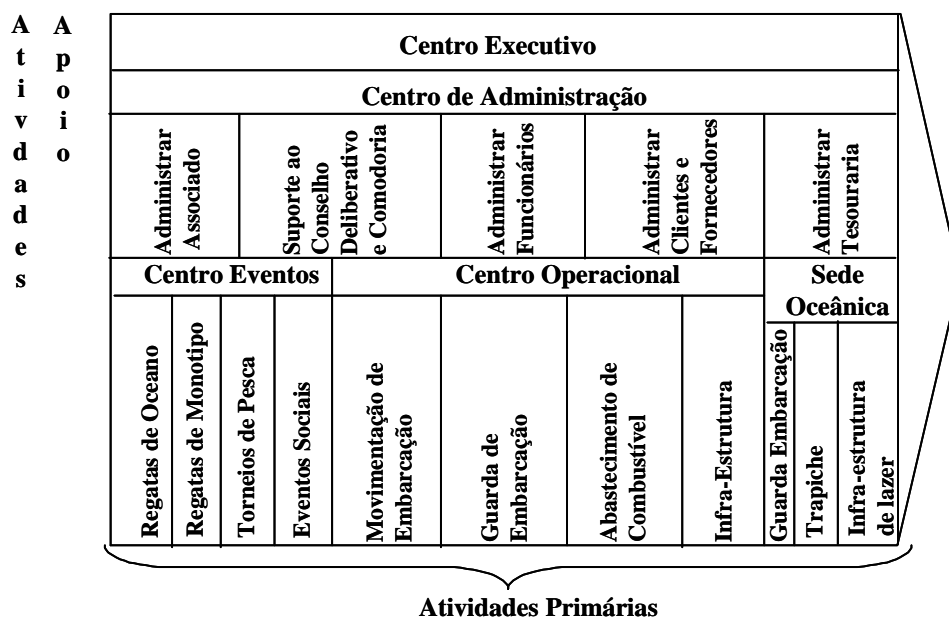 Atividades
Apoio
Centro Executivo
Centro de Administração
Administrar
Associado
Suporte ao
Conselho
Deliberativo
e Comodoria
Administrar
Funcionários
Administrar
Clientes e
Fornecedores
Administrar
Tesouraria
Centro Eventos
Centro Operacional
Sede
Oceânica
Regatas de Oceano
Regatas de Monotipo
Torneios de Pesca
Eventos Sociais
Movimentação de
Embarcação
Guarda de
Embarcação
Abastecimento de
Combustível
Infra-Estrutura
Guarda Embarcação
Trapiche
Infra-estrutura
de lazer
Atividades Primárias